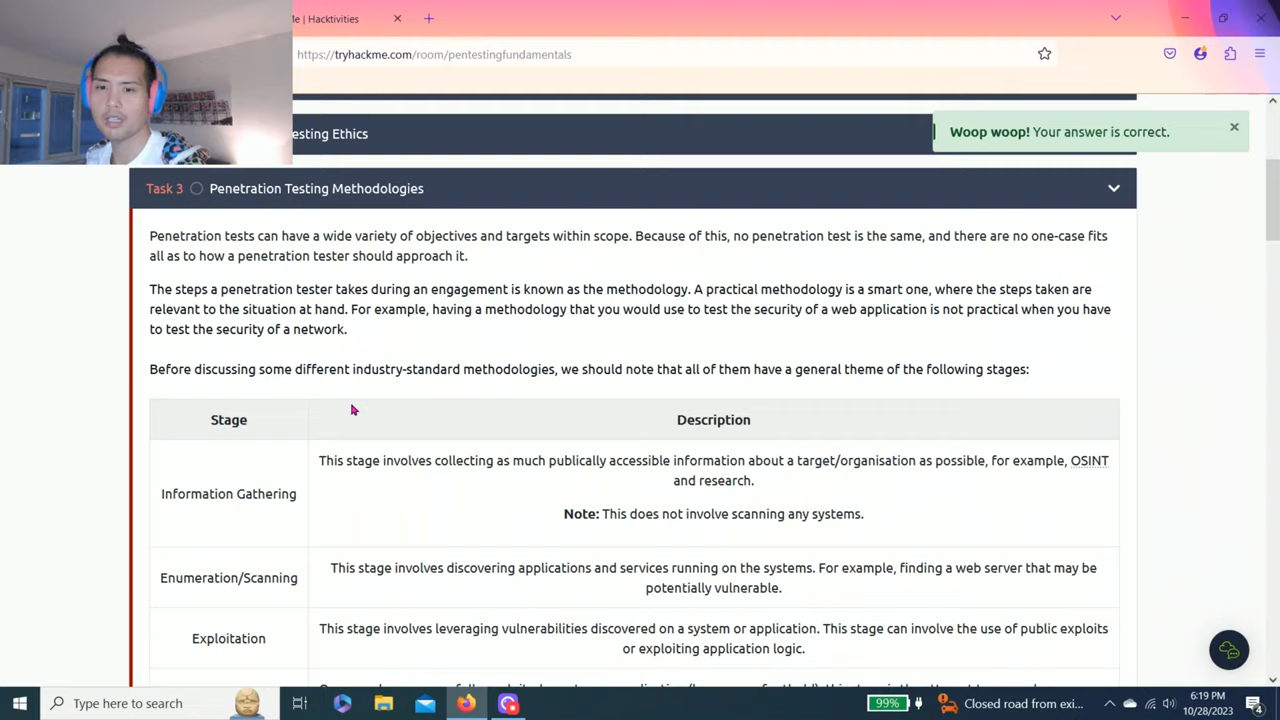 Me | Hacktivities
https://tryhackme.com/room/pentestingfundamentals
esting Ethics
Woop woop! Your answer is correct.
Task 3 Penetration Testing Methodologies
Penetration tests can have a wide variety of objectives and targets within scope. Because of this, no penetration test is the same, and there are no one-case fits
all as to how a penetration tester should approach it.
The steps a penetration tester takes during an engagement is known as the methodology. A practical methodology is a smart one, where the steps taken are
relevant to the situation at hand. For example, having a methodology that you would use to test the security of a web application is not practical when you have
to test the security of a network.
Before discussing some different industry-standard methodologies, we should note that all of them have a general theme of the following stages:
Stage Description
Information Gathering
This stage involves collecting as much publically accessible information about a target/organisation as possible, for example, OSINT
and research.
Note: This does not involve scanning any systems.
Enumeration/Scanning
This stage involves discovering applications and services running on the systems. For example, finding a web server that may be
potentially vulnerable.
Exploitation
This stage involves leveraging vulnerabilities discovered on a system or application. This stage can involve the use of public exploits
or exploiting application logic.
Type here to search
99%
Closed road from exi...
6:19 PM
10/28/2023
4